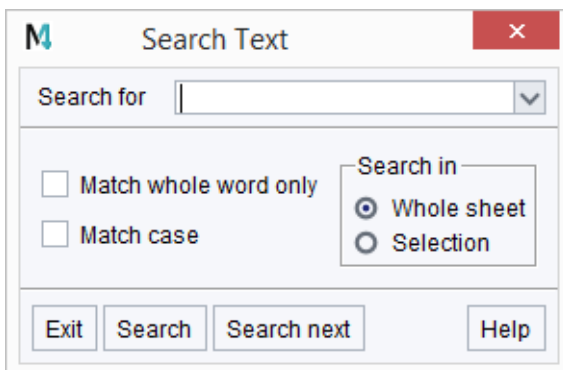 M4 Search Text
Search for
Match whole word only
Match case
Search in
Whole sheet
Selection
Exit Search Search next Help